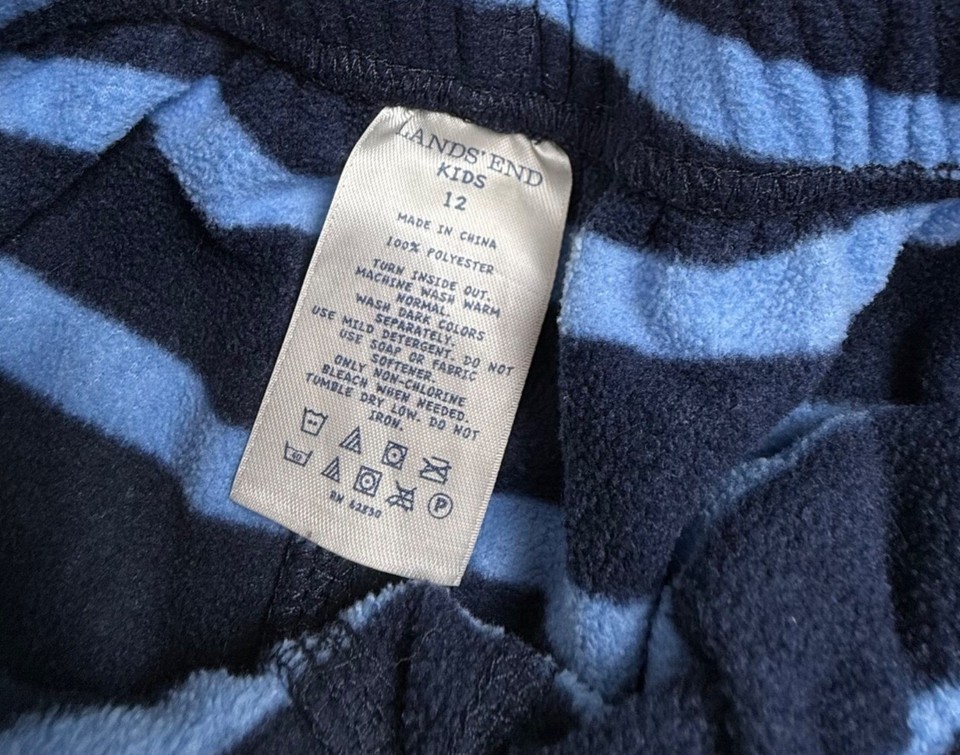 LANDS' END
KIDS
12
MADE IN CHINA
100% POLYESTER
TURN INSIDE OUT.
MACHINE WASH WARM
NORMAL.
WASH DARK COLORS
SEPARATELY.
USE MILD DETERGENT. DO NOT
USE SOAP OR FABRIC
SOFTENER.
ONLY NON-CHLORINE
BLEACH WHEN NEEDED.
TUMBLE DRY LOW. DO NOT
IRON.
40
P
RN 62830